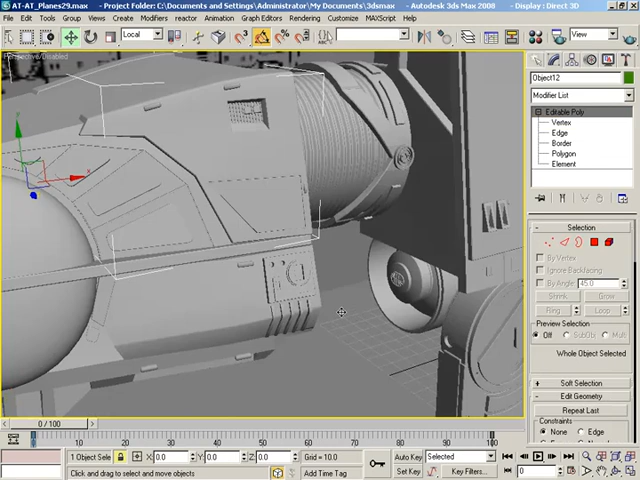 AT-AT_Planes29.max - Project Folder: C:\Documents and Settings\Administrator\My Documents\3dsmax - Autodesk 3ds Max 2008 - Display : Direct 3D
File Edit Tools Group Views Create Modifiers reactor Animation Graph Editors Rendering Customize MAXScript Help
Local View
Perspective/Disabled
Object12
Modifier List
Editable Poly
Vertex
Edge
Border
Polygon
Element
Selection
By Vertex
Ignore Backfacing
By Angle: 45.0
Shrink Grow
Ring Loop
Preview Selection
Off SubObj Multi
Whole Object Selected
Soft Selection
Edit Geometry
Repeat Last
Constraints
None Edge
0 / 100
0 10 20 30 40 50 60 70 80 90 100
1 Object Sele X: 0.0 Y: 0.0 Z: 0.0 Grid = 10.0 Auto Key Selected
Click and drag to select and move objects Add Time Tag Set Key Key Filters... 0